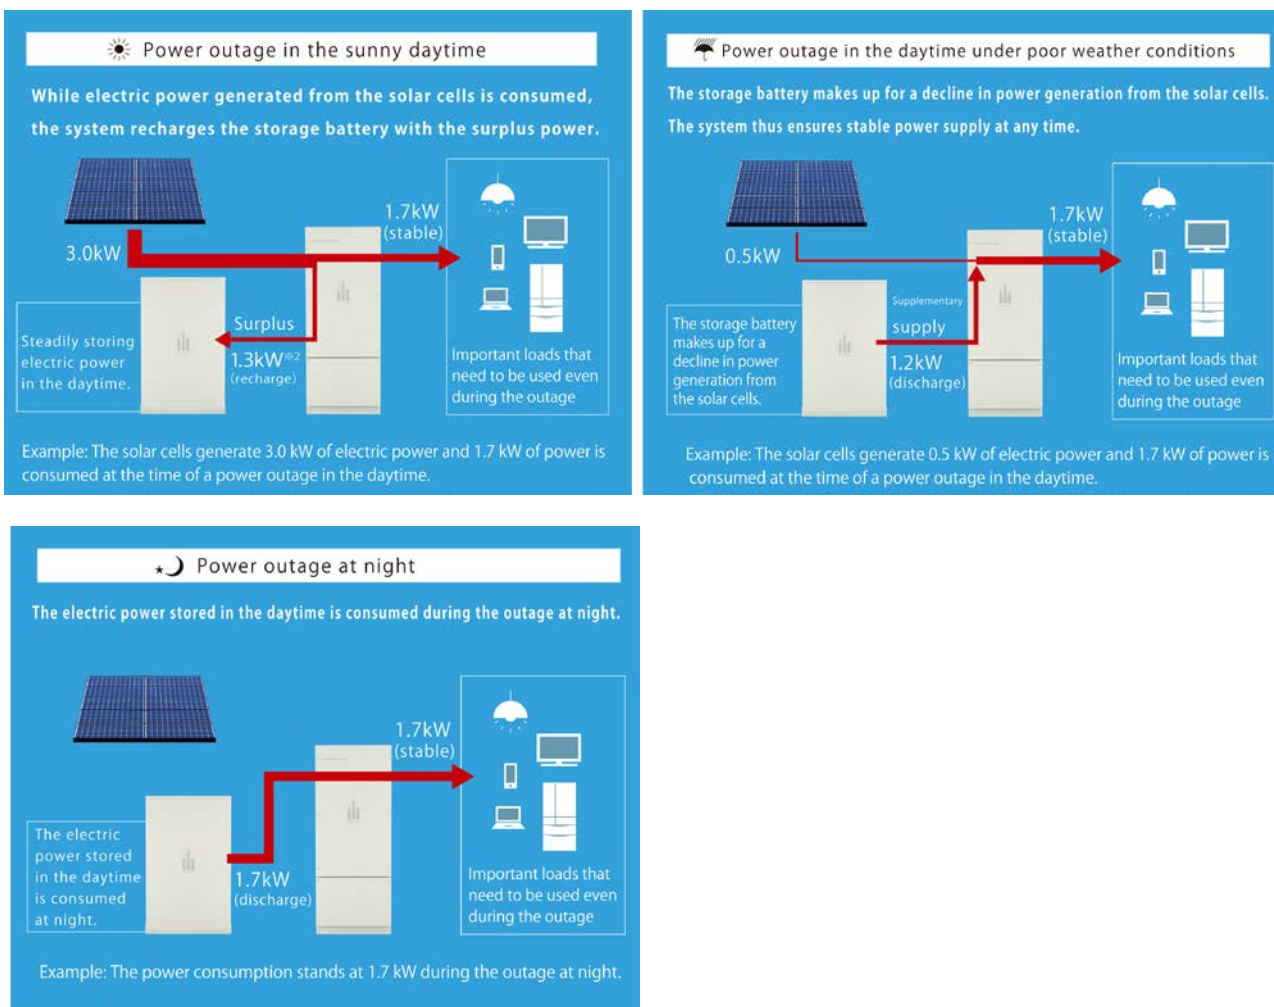 Power outage in the sunny daytime
While electric power generated from the solar cells is consumed,
the system recharges the storage battery with the surplus power.
3.0kW
1.7kW
(stable)
Surplus
1.3kW※2
(recharge)
Steadily storing
electric power
in the daytime.
Important loads that
need to be used even
during the outage
Example: The solar cells generate 3.0 kW of electric power and 1.7 kW of power is
consumed at the time of a power outage in the daytime.
Power outage in the daytime under poor weather conditions
The storage battery makes up for a decline in power generation from the solar cells.
The system thus ensures stable power supply at any time.
0.5kW
1.7kW
(stable)
Supplementary
supply
1.2kW
(discharge)
The storage battery
makes up for a
decline in power
generation from
the solar cells.
Important loads that
need to be used even
during the outage
Example: The solar cells generate 0.5 kW of electric power and 1.7 kW of power is
consumed at the time of a power outage in the daytime.
Power outage at night
The electric power stored in the daytime is consumed during the outage at night.
1.7kW
(stable)
1.7kW
(discharge)
The electric
power stored
in the daytime
is consumed
at night.
Important loads that
need to be used even
during the outage
Example: The power consumption stands at 1.7 kW during the outage at night.